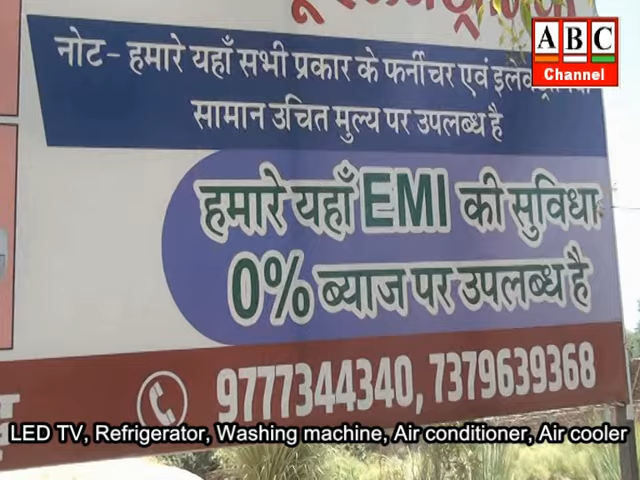 ABC
Channel
नोट - हमारे यहाँ सभी प्रकार के फर्नीचर एवं
सामान उचित मुल्य पर उपलब्ध है
हमारे यहाँ EMI की सुविधा
0% ब्याज पर उपलब्ध है
9777344340, 7379639368
LED TV, Refrigerator, Washing machine, Air conditioner, Air cooler